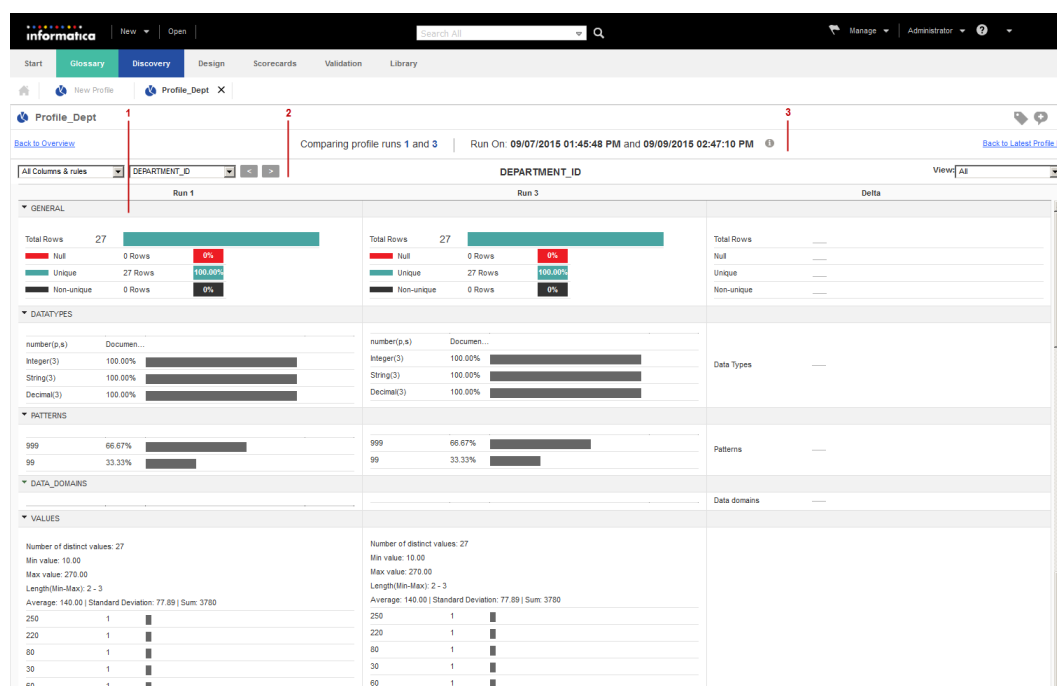 informatica New Open Search All Manage Administrator ?
Start Glossary Discovery Design Scorecards Validation Library
New Profile Profile_Dept X
Profile_Dept 1 2 3
Back to Overview Comparing profile runs 1 and 3 Run On: 09/07/2015 01:45:48 PM and 09/09/2015 02:47:10 PM Back to Latest Profile
All Columns & rules DEPARTMENT_ID < > DEPARTMENT_ID View: All
Run 1 Run 3 Delta
GENERAL
Total Rows 27 Total Rows 27 Total Rows
Null 0 Rows 0% Null 0 Rows 0% Null
Unique 27 Rows 100.00% Unique 27 Rows 100.00% Unique
Non-unique 0 Rows 0% Non-unique 0 Rows 0% Non-unique
DATATYPES
number(p,s) Documen... number(p,s) Documen...
Integer(3) 100.00% Integer(3) 100.00%
String(3) 100.00% String(3) 100.00% Data Types
Decimal(3) 100.00% Decimal(3) 100.00%
PATTERNS
999 66.67% 999 66.67%
99 33.33% 99 33.33% Patterns
DATA_DOMAINS
Data domains
VALUES
Number of distinct values: 27 Number of distinct values: 27
Min value: 10.00 Min value: 10.00
Max value: 270.00 Max value: 270.00
Length(Min-Max): 2 - 3 Length(Min-Max): 2 - 3
Average: 140.00 | Standard Deviation: 77.89 | Sum: 3780 Average: 140.00 | Standard Deviation: 77.89 | Sum: 3780
250 1 250 1
220 1 220 1
80 1 80 1
30 1 30 1
60 1 60 1